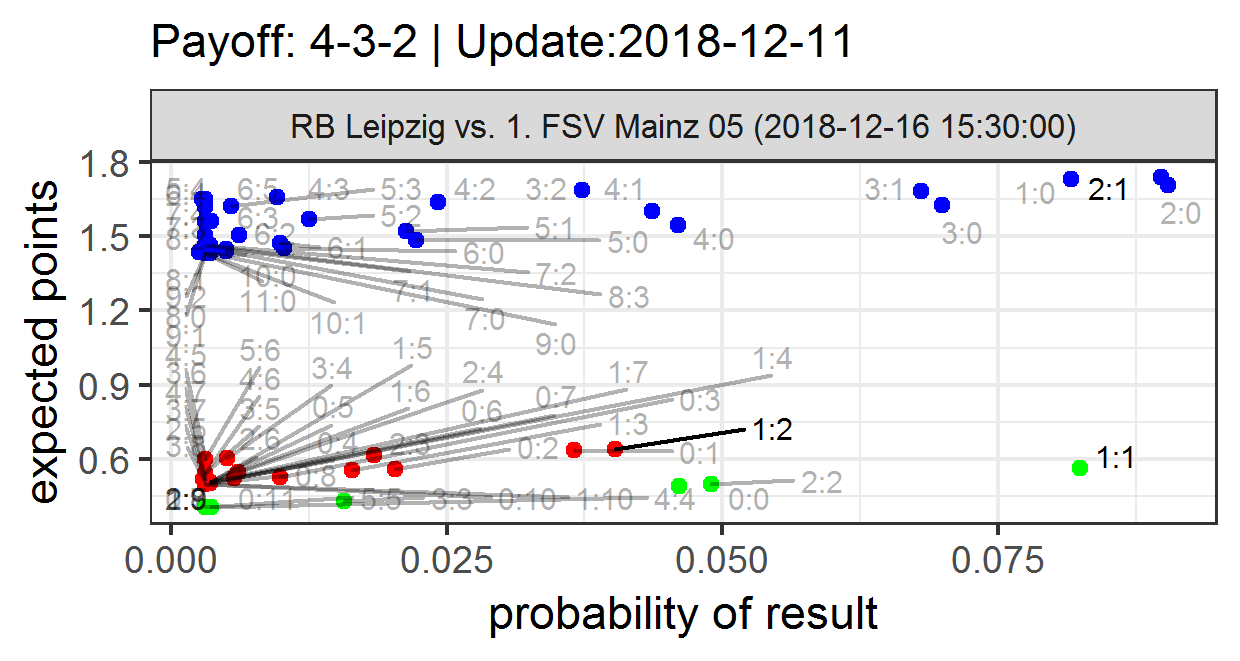 Payoff: 4-3-2 | Update:2018-12-11
RB Leipzig vs. 1. FSV Mainz 05 (2018-12-16 15:30:00)
expected points
1.8
1.5
1.2
0.9
0.6
6:5 4:3 5:3 4:2 3:2 4:1 3:1 1:0 2:1 2:0
6:3 5:2 5:1 5:0 4:0 3:0
6:2 6:1 6:0
10:0 7:2
11:0 7:1 8:3
10:1 7:0
9:0
9:1
4:5 5:6 3:4 1:5 2:4 1:7 1:4
4:6 1:6 0:7 0:3
3:5 0:5 0:6 1:3 1:2
2:6 0:4 2:3 0:2 0:1 1:1
0:8 2:2
0:11 5:5 3:3 0:10 1:10 4:4 0:0
0.000 0.025 0.050 0.075
probability of result